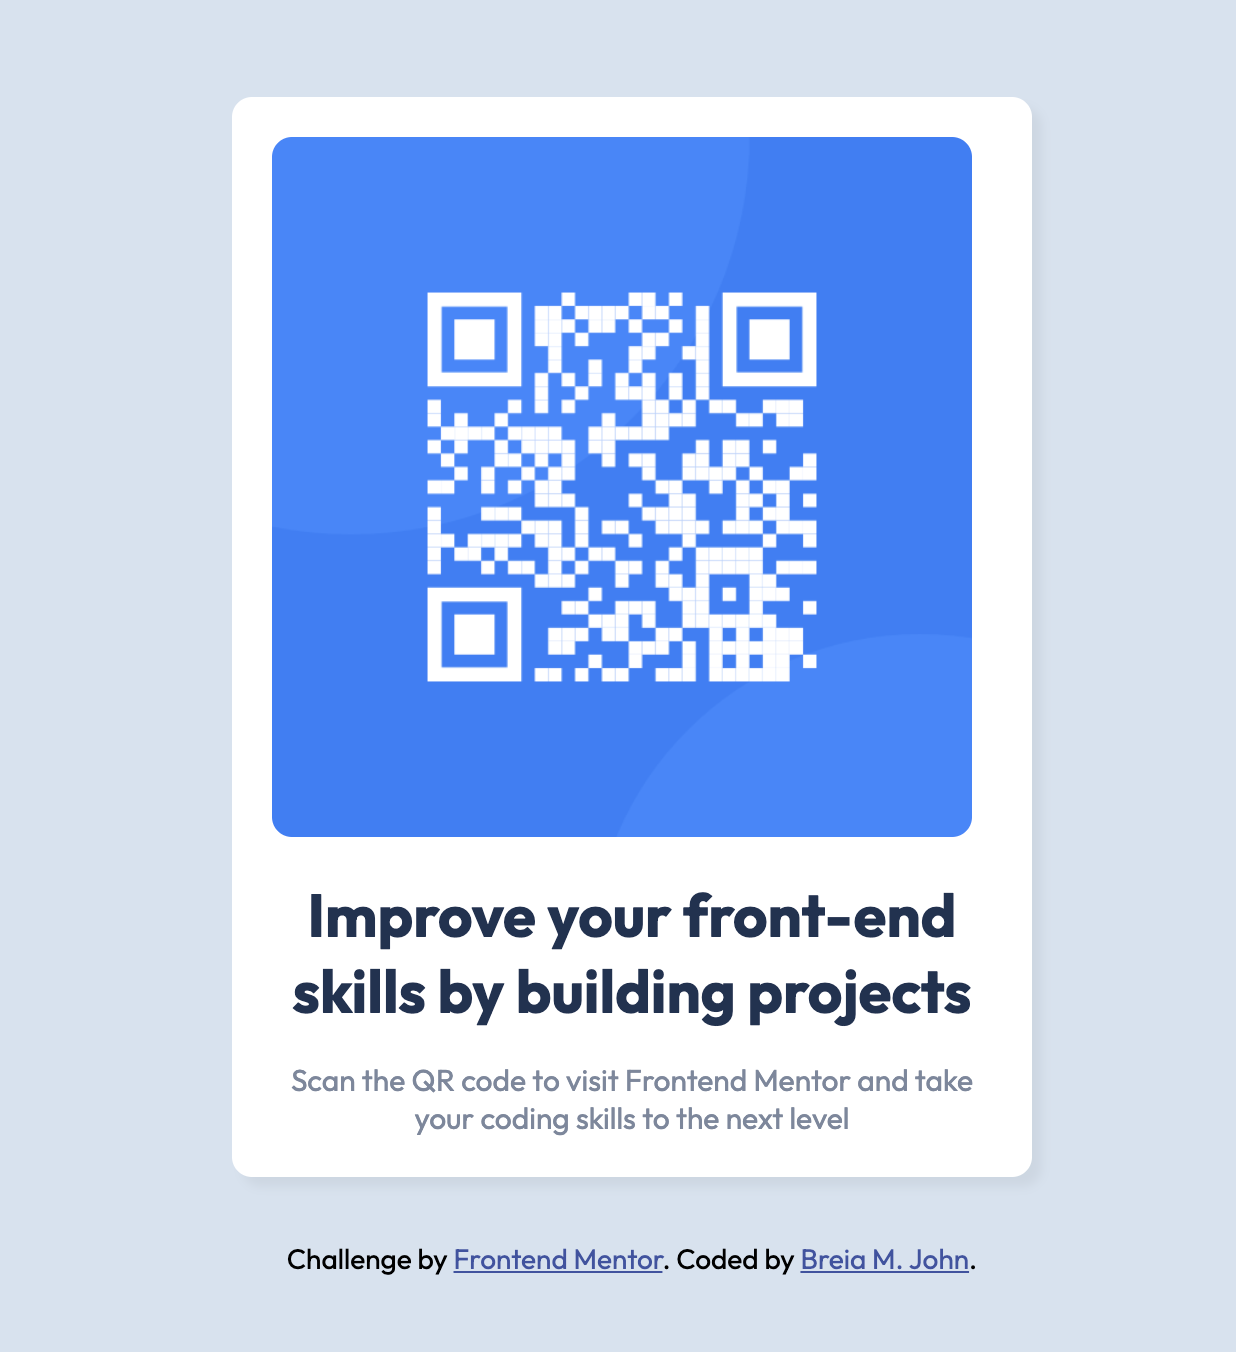 Improve your front-end
skills by building projects
Scan the QR code to visit Frontend Mentor and take
your coding skills to the next level
Challenge by Frontend Mentor. Coded by Breia M. John.